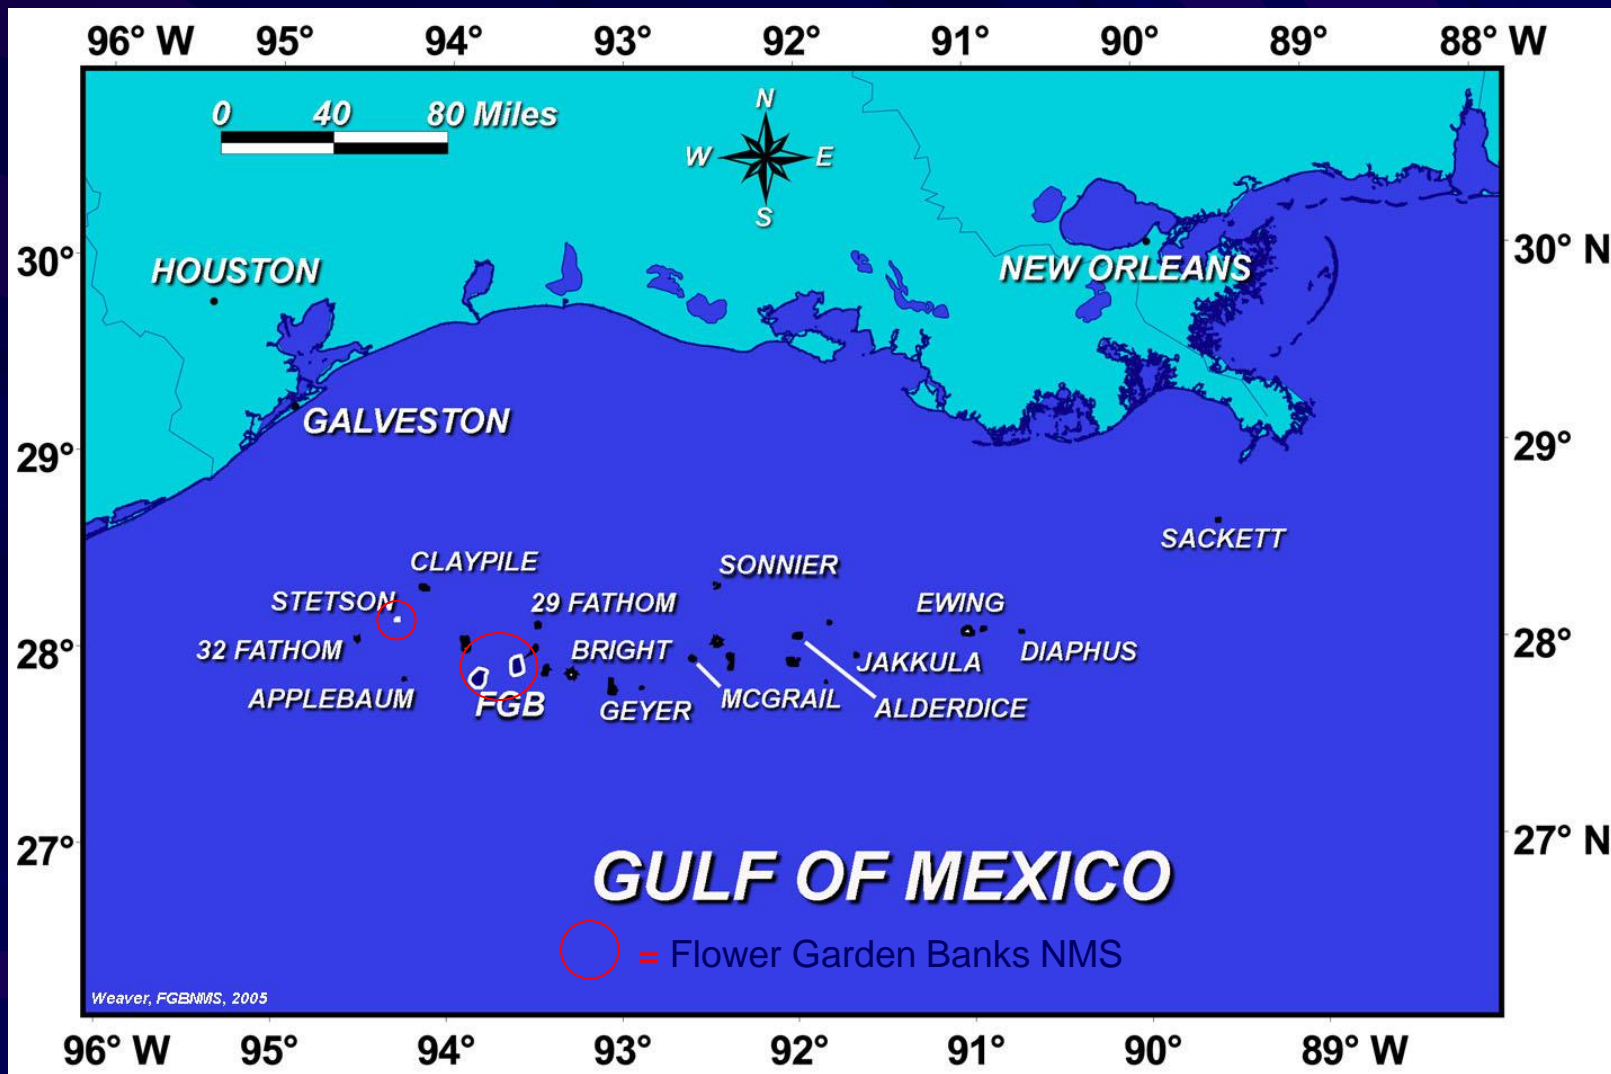 96° W 95° 94° 93° 92° 91° 90° 89° 88° W
0 40 80 Miles
N
W E
S
30° 30° N
HOUSTON NEW ORLEANS
GALVESTON
29° 29°
SACKETT
CLAYPILE SONNIER
STETSON 29 FATHOM EWING
28° 28°
32 FATHOM BRIGHT JAKKULA DIAPHUS
APPLEBAUM FGB GEYER MCGRAIL ALDERDICE
27° 27° N
GULF OF MEXICO
= Flower Garden Banks NMS
Weaver, FGBNMS, 2005
96° W 95° 94° 93° 92° 91° 90° 89° W